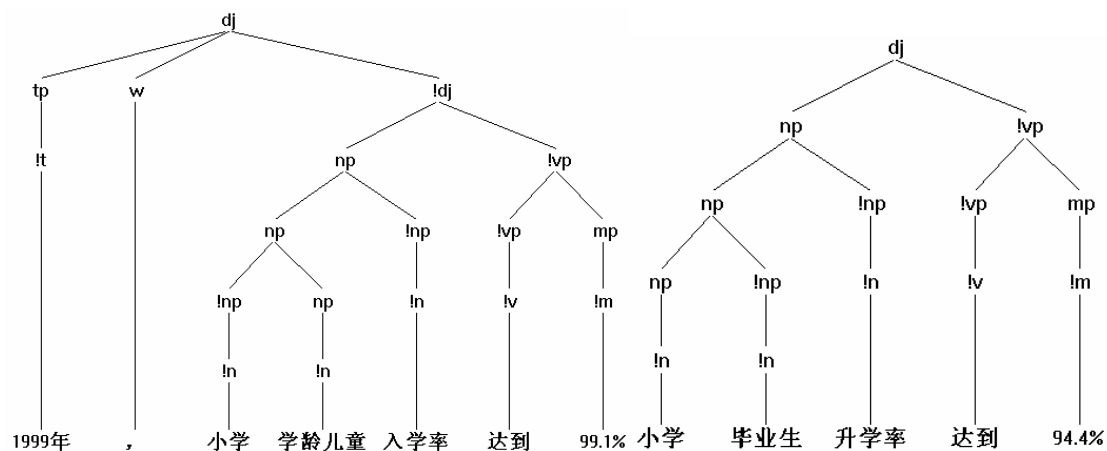 dj
dj
tp w !dj
np !vp
!t np !vp
np !np !vp mp
np !np !vp mp
!np np !n !v !m
np !np !n !v !m
!n !n
!n !n
1999年 ， 小学 学龄儿童 入学率 达到 99.1% 小学 毕业生 升学率 达到 94.4%